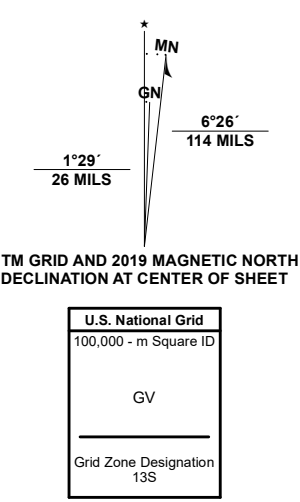 ★
MN
GN
6°26´
114 MILS
1°29´
26 MILS
TM GRID AND 2019 MAGNETIC NORTH
DECLINATION AT CENTER OF SHEET
U.S. National Grid
100,000 - m Square ID
GV
Grid Zone Designation
13S